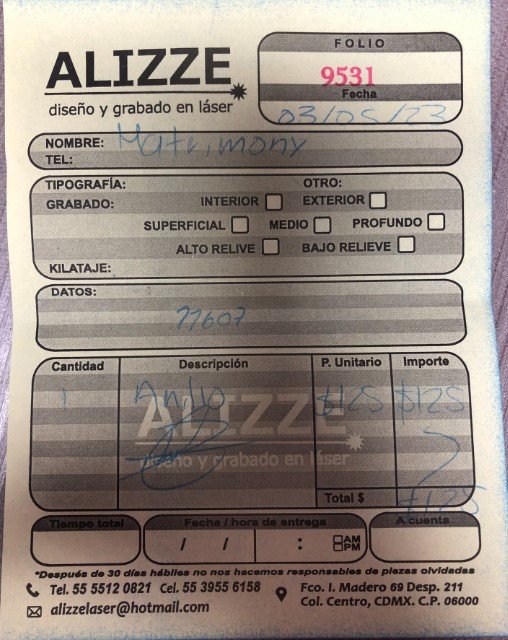 FOLIO
ALIZZE
diseño y grabado en láser
9531
Fecha
03/05/23
NOMBRE: Matrimony
TEL:
TIPOGRAFÍA: OTRO:
GRABADO: INTERIOR EXTERIOR
SUPERFICIAL MEDIO PROFUNDO
ALTO RELIVE BAJO RELIEVE
KILATAJE:
DATOS:
11607
Cantidad Descripción P. Unitario Importe
1 $125 $125
ALIZZE
diseño y grabado en láser
Total $ $125
Tiempo total Fecha / hora de entrega A cuenta
/ / : AM PM
*Después de 30 días hábiles no nos hacemos responsables de piezas olvidadas
Tel. 55 5512 0821 Cel. 55 3955 6158 Fco. I. Madero 69 Desp. 211
alizzelaser@hotmail.com Col. Centro, CDMX. C.P. 06000